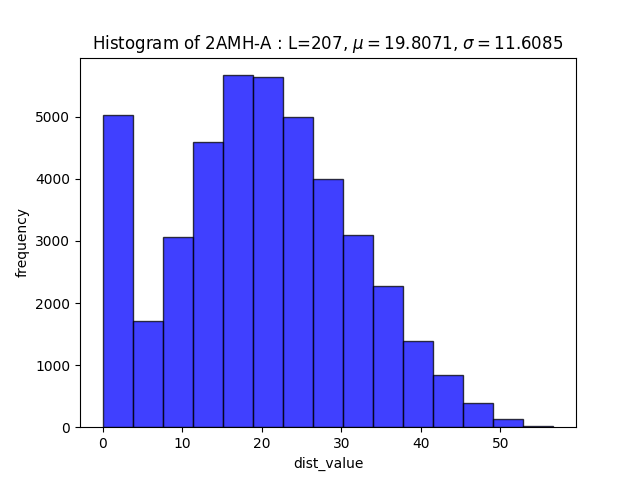 Histogram of 2AMH-A : L=207, μ = 19.8071, σ = 11.6085
frequency
5000
4000
3000
2000
1000
0
0 10 20 30 40 50
dist_value